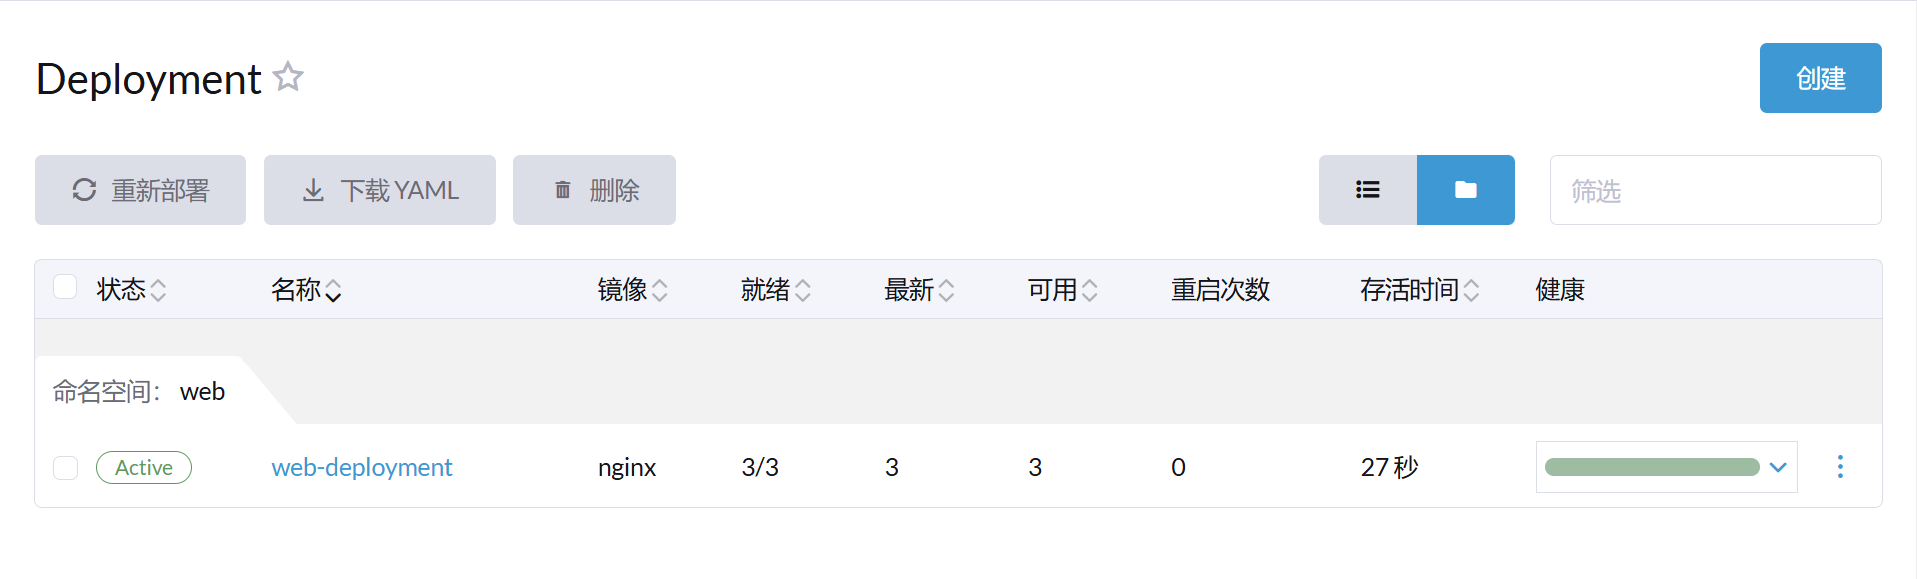 Deployment
创建
重新部署 下载 YAML 删除 筛选
状态 名称 镜像 就绪 最新 可用 重启次数 存活时间 健康
命名空间： web
Active web-deployment nginx 3/3 3 3 0 27 秒